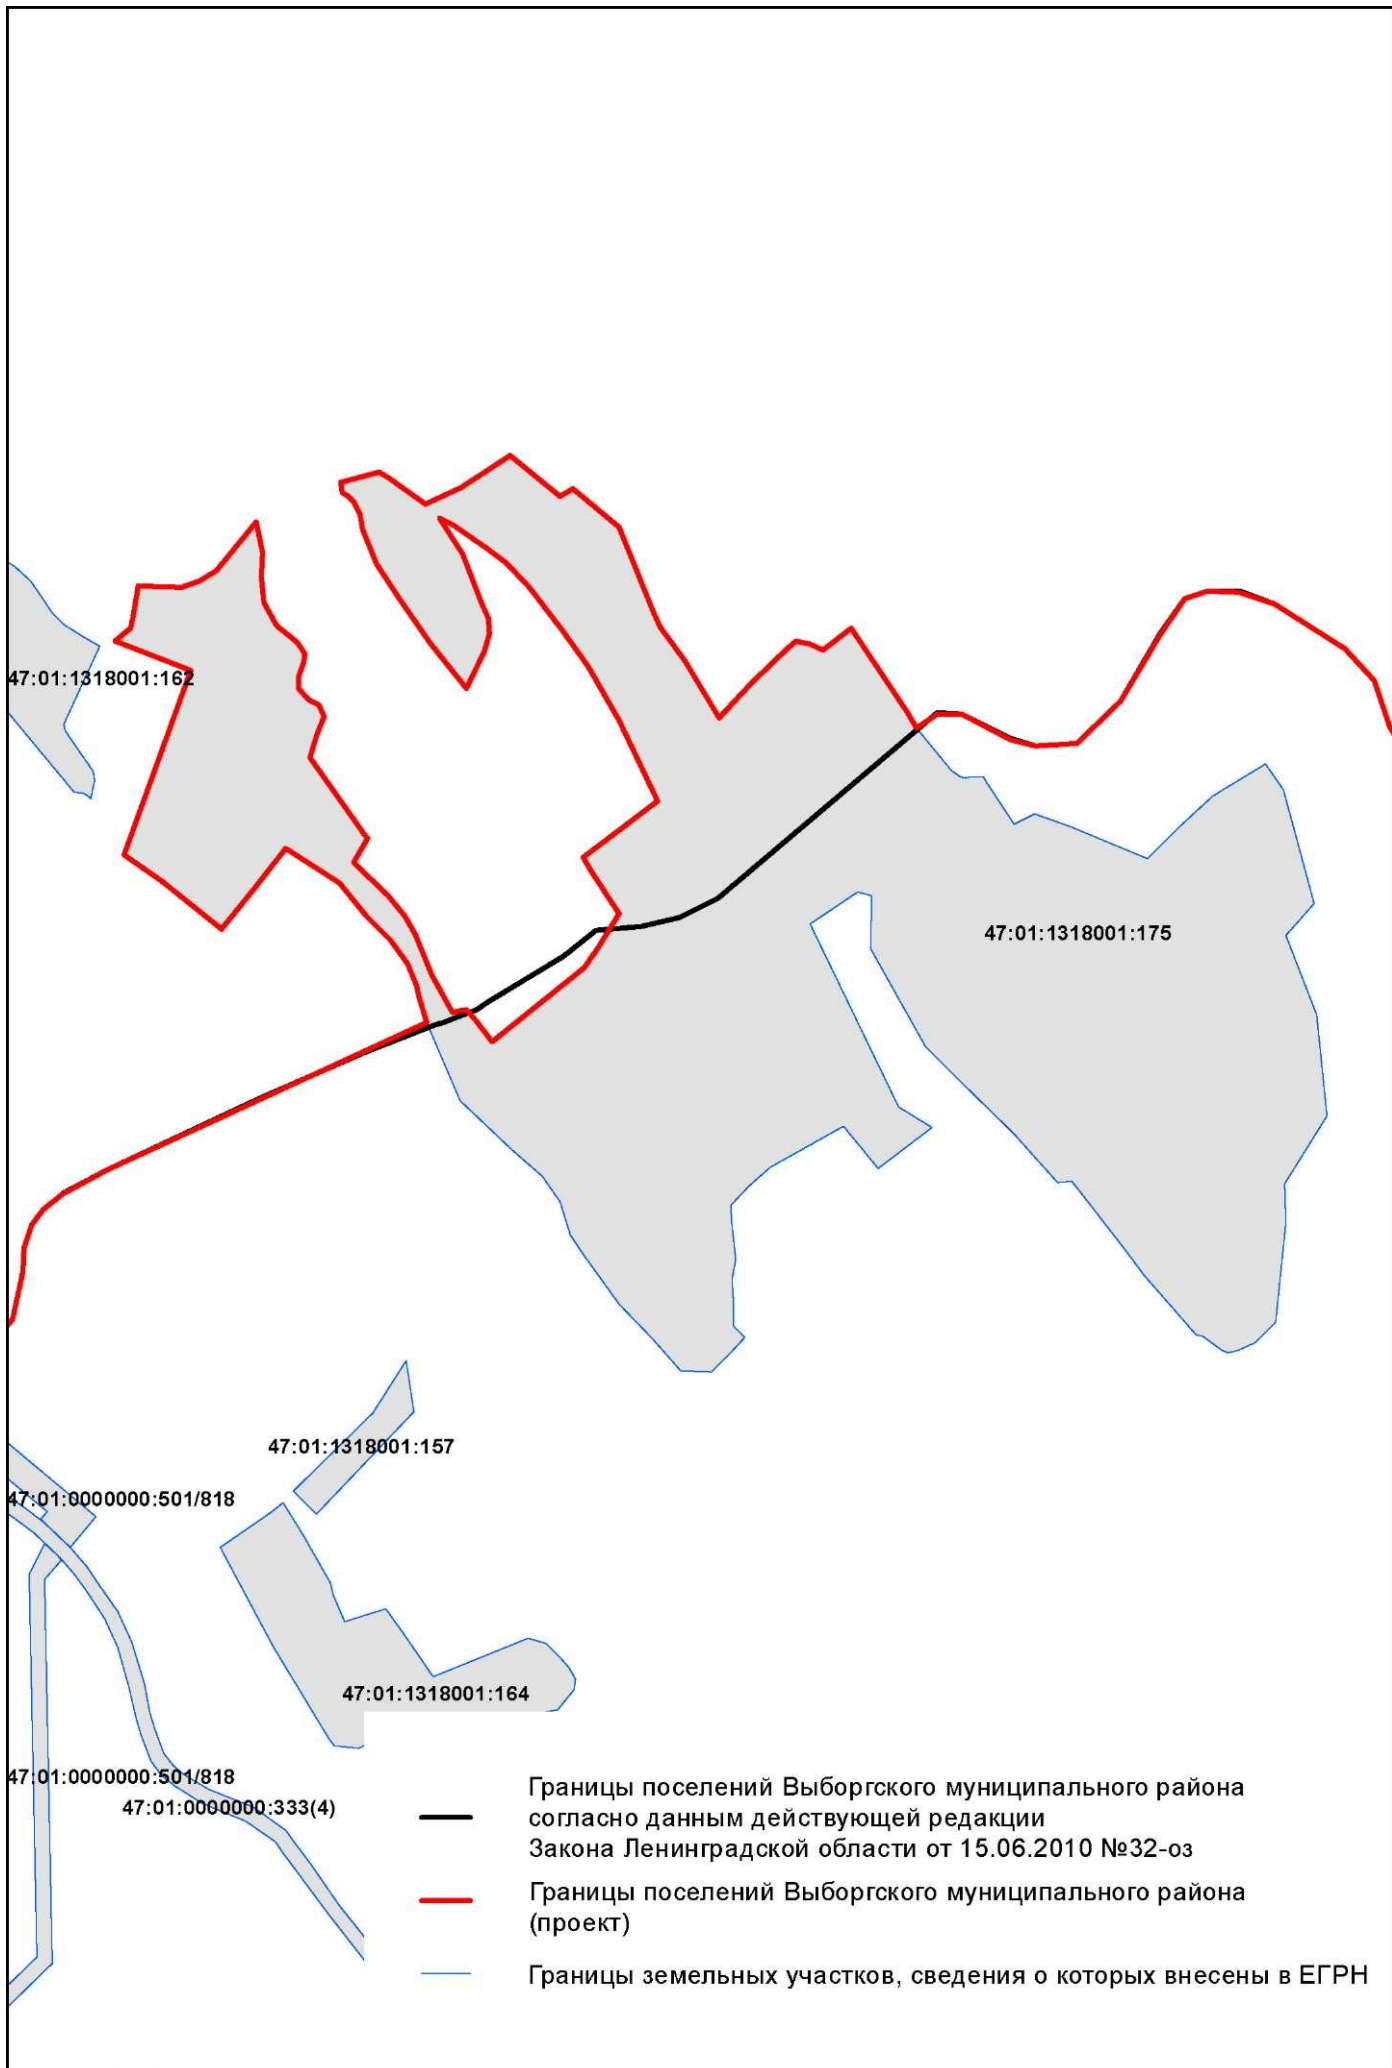 47:01:1318001:162
47:01:1318001:175
47:01:1318001:157
47:01:0000000:501/818
47:01:1318001:164
47:01:0000000:501/818
47:01:0000000:333(4)
Границы поселений Выборгского муниципального района
согласно данным действующей редакции
Закона Ленинградской области от 15.06.2010 №32-оз
Границы поселений Выборгского муниципального района
(проект)
Границы земельных участков, сведения о которых внесены в ЕГРН